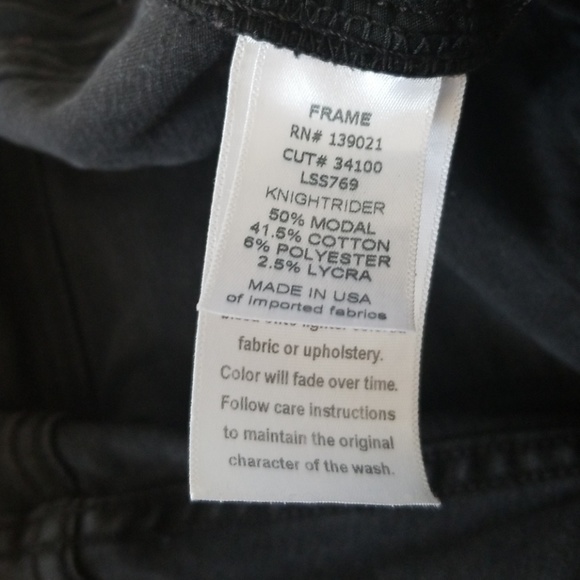 FRAME
RN# 139021
CUT# 34100
LSS769
KNIGHTRIDER
50% MODAL
41.5% COTTON
6% POLYESTER
2.5% LYCRA
MADE IN USA
of imported fabrics
fabric or upholstery.
Color will fade over time.
Follow care instructions
to maintain the original
character of the wash.